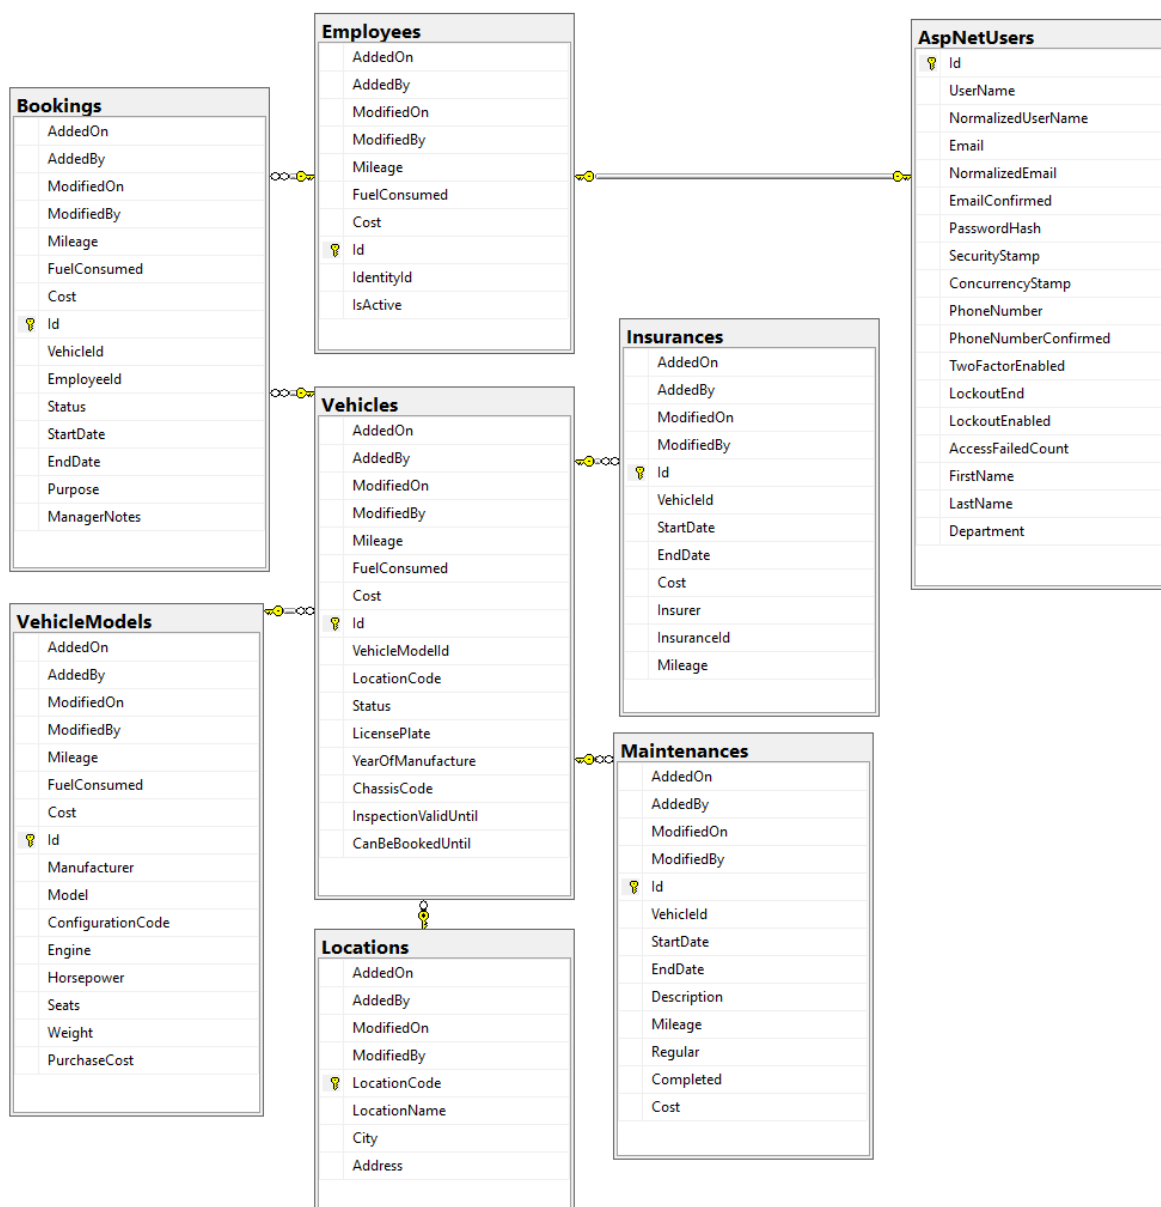 Employees
AddedOn
AddedBy
ModifiedOn
ModifiedBy
Mileage
FuelConsumed
Cost
Id
IdentityId
IsActive
AspNetUsers
Id
UserName
NormalizedUserName
Email
NormalizedEmail
EmailConfirmed
PasswordHash
SecurityStamp
ConcurrencyStamp
PhoneNumber
PhoneNumberConfirmed
TwoFactorEnabled
LockoutEnd
LockoutEnabled
AccessFailedCount
FirstName
LastName
Department
Bookings
AddedOn
AddedBy
ModifiedOn
ModifiedBy
Mileage
FuelConsumed
Cost
Id
VehicleId
EmployeeId
Status
StartDate
EndDate
Purpose
ManagerNotes
Insurances
AddedOn
AddedBy
ModifiedOn
ModifiedBy
Id
VehicleId
StartDate
EndDate
Cost
Insurer
InsuranceId
Mileage
Vehicles
AddedOn
AddedBy
ModifiedOn
ModifiedBy
Mileage
FuelConsumed
Cost
Id
VehicleModelId
LocationCode
Status
LicensePlate
YearOfManufacture
ChassisCode
InspectionValidUntil
CanBeBookedUntil
VehicleModels
AddedOn
AddedBy
ModifiedOn
ModifiedBy
Mileage
FuelConsumed
Cost
Id
Manufacturer
Model
ConfigurationCode
Engine
Horsepower
Seats
Weight
PurchaseCost
Maintenances
AddedOn
AddedBy
ModifiedOn
ModifiedBy
Id
VehicleId
StartDate
EndDate
Description
Mileage
Regular
Completed
Cost
Locations
AddedOn
AddedBy
ModifiedOn
ModifiedBy
LocationCode
LocationName
City
Address